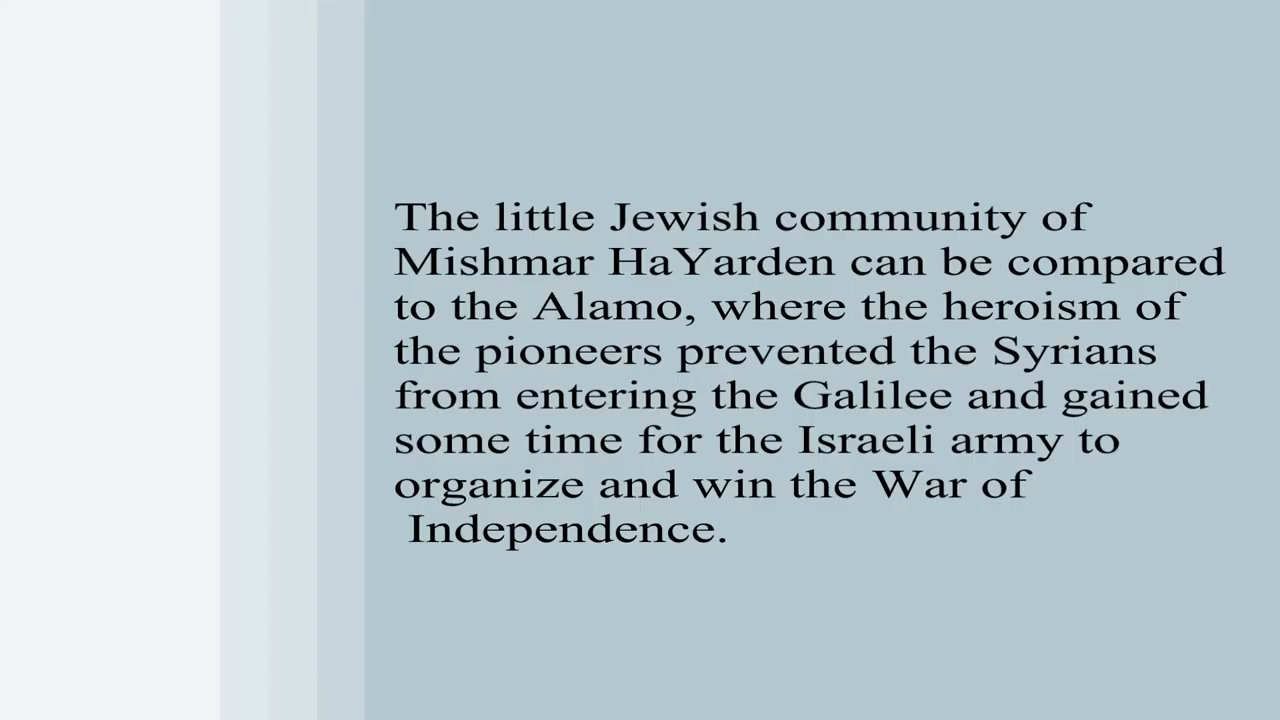 The little Jewish community of
Mishmar HaYarden can be compared
to the Alamo, where the heroism of
the pioneers prevented the Syrians
from entering the Galilee and gained
some time for the Israeli army to
organize and win the War of
Independence.